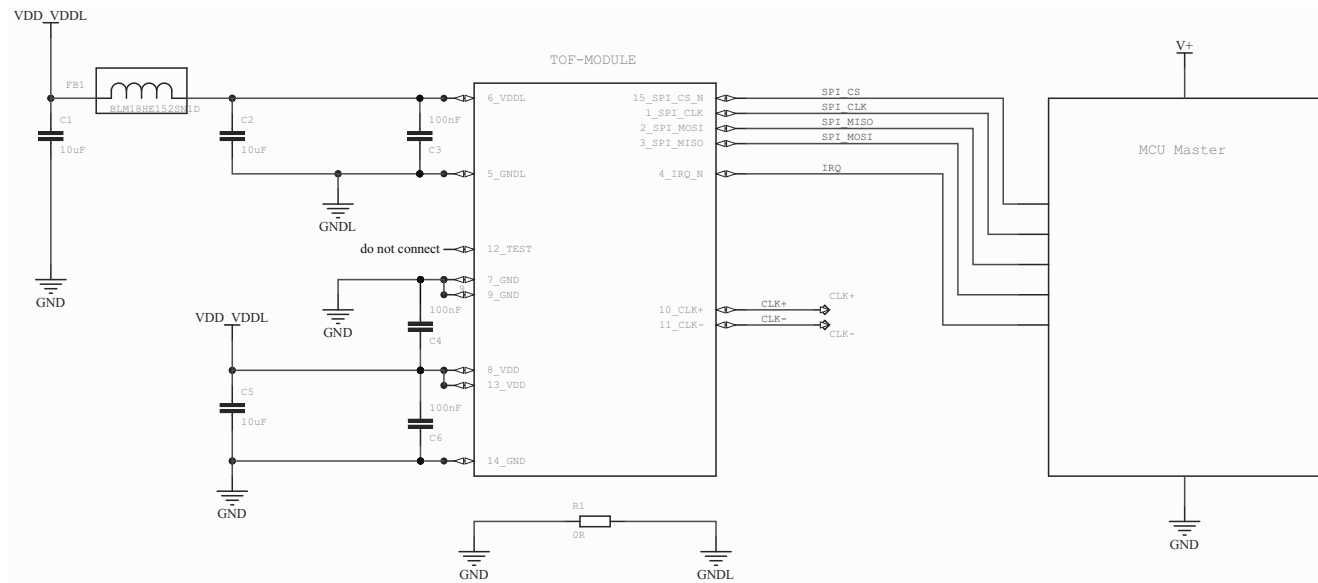 VDD_VDDL
V+
TOF-MODULE
FB1
BLM18HE152SN1D
6_VDDL
15_SPI_CS_N
SPI_CS
C1
10uF
C2
10uF
100nF
C3
1_SPI_CLK
SPI_CLK
2_SPI_MOSI
SPI_MISO
3_SPI_MISO
SPI_MOSI
MCU Master
5_GNDL
4_IRQ_N
IRQ
GNDL
do not connect
12_TEST
GND
7_GND
9_GND
GND
100nF
C4
10_CLK+
CLK+
CLK+
11_CLK-
CLK-
CLK-
VDD_VDDL
8_VDD
13_VDD
C5
10uF
100nF
C6
14_GND
GND
R1
0R
GND
GNDL
GND